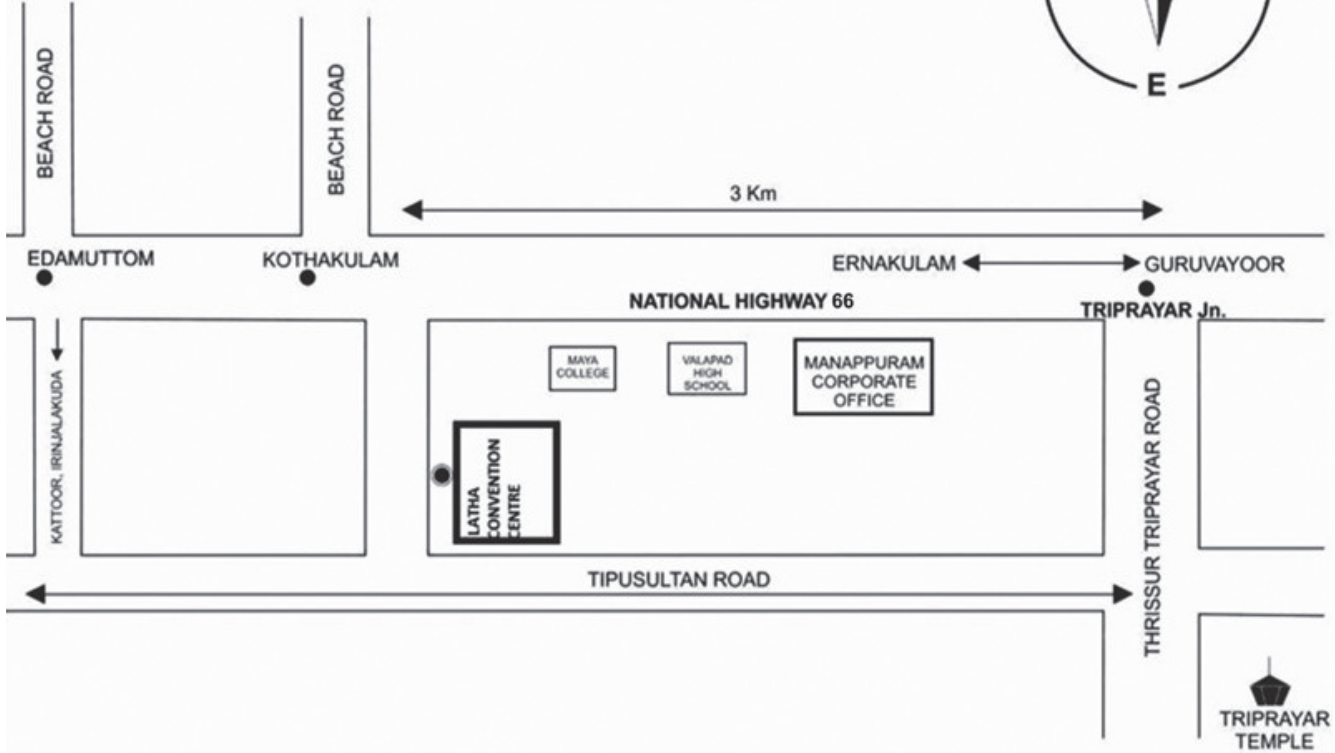 E
BEACH ROAD
BEACH ROAD
3 Km
EDAMUTTOM
KOTHAKULAM
ERNAKULAM
GURUVAYOOR
NATIONAL HIGHWAY 66
TRIPRAYAR Jn.
MAYA
COLLEGE
VALAPAD
HIGH
SCHOOL
MANAPPURAM
CORPORATE
OFFICE
KATTOOR, IRINJALAKUDA
LATHA
CONVENTION
CENTRE
THRISSUR TRIPRAYAR ROAD
TIPUSULTAN ROAD
TRIPRAYAR
TEMPLE